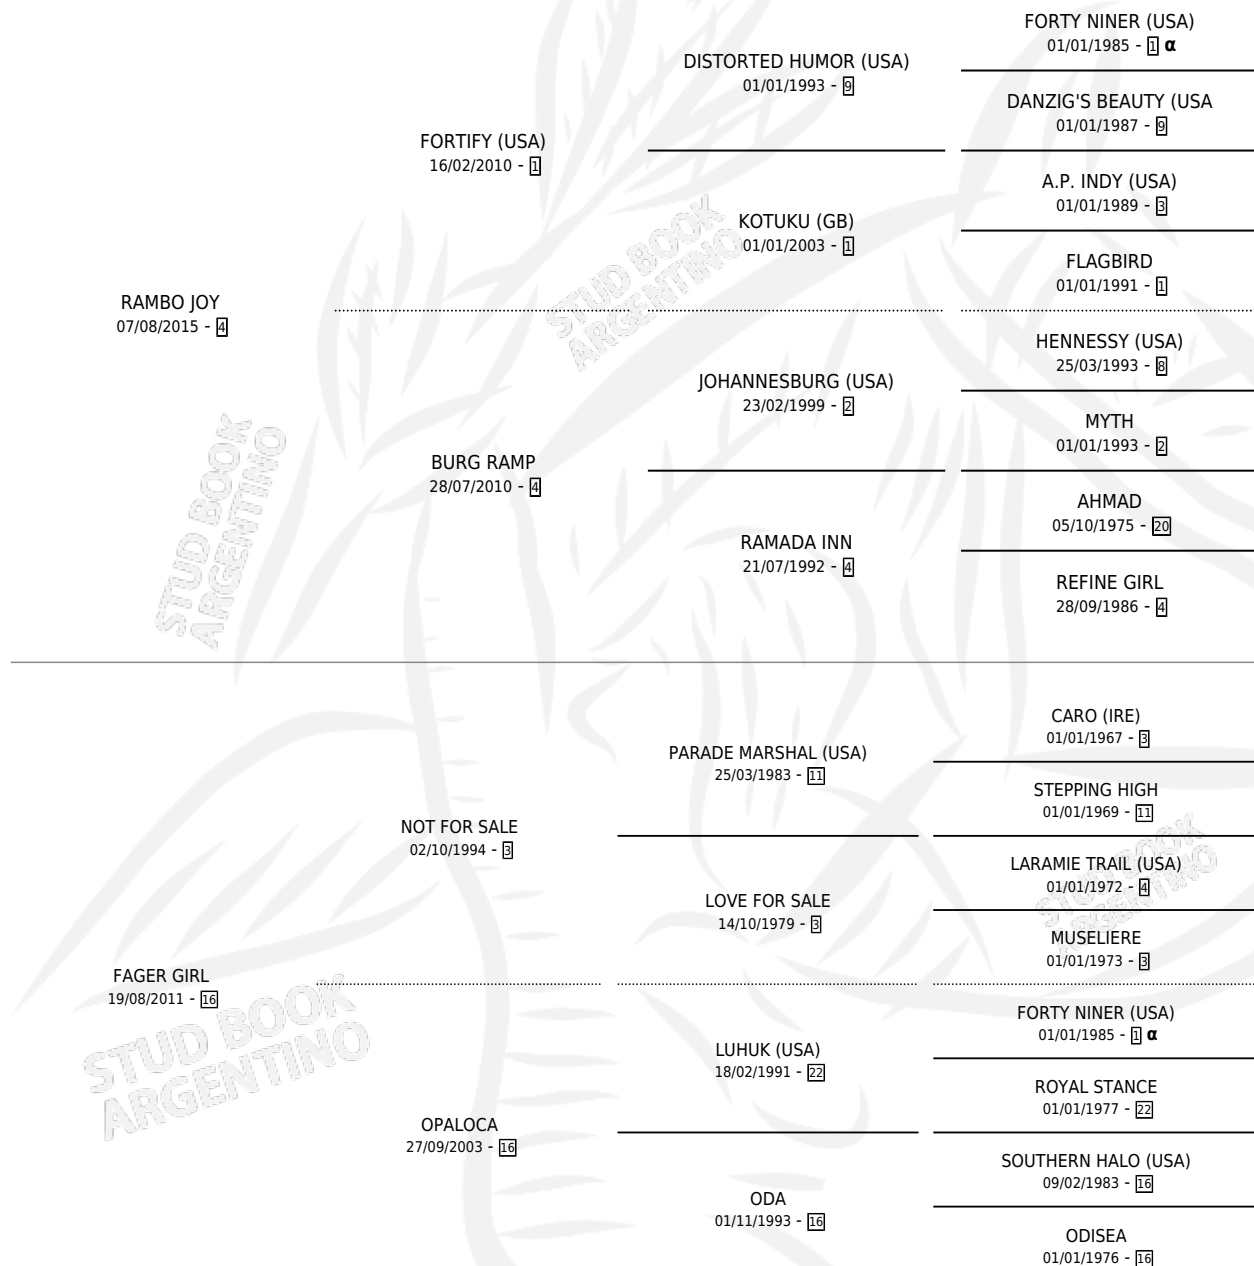 FORTY NINER (USA)
01/01/1985 - 1 α
DISTORTED HUMOR (USA)
01/01/1993 - 9
DANZIG'S BEAUTY (USA
01/01/1987 - 9
FORTIFY (USA)
16/02/2010 - 1
A.P. INDY (USA)
01/01/1989 - 3
KOTUKU (GB)
01/01/2003 - 1
FLAGBIRD
01/01/1991 - 1
RAMBO JOY
07/08/2015 - 4
HENNESSY (USA)
25/03/1993 - 8
JOHANNESBURG (USA)
23/02/1999 - 2
MYTH
01/01/1993 - 2
BURG RAMP
28/07/2010 - 4
AHMAD
05/10/1975 - 20
RAMADA INN
21/07/1992 - 4
REFINE GIRL
28/09/1986 - 4
CARO (IRE)
01/01/1967 - 3
PARADE MARSHAL (USA)
25/03/1983 - 11
STEPPING HIGH
01/01/1969 - 11
NOT FOR SALE
02/10/1994 - 3
LARAMIE TRAIL (USA)
01/01/1972 - 4
LOVE FOR SALE
14/10/1979 - 3
MUSELIERE
01/01/1973 - 3
FAGER GIRL
19/08/2011 - 16
FORTY NINER (USA)
01/01/1985 - 1 α
LUHUK (USA)
18/02/1991 - 22
ROYAL STANCE
01/01/1977 - 22
OPALOCA
27/09/2003 - 16
SOUTHERN HALO (USA)
09/02/1983 - 16
ODA
01/11/1993 - 16
ODISEA
01/01/1976 - 16
STUD BOOK
ARGENTINO
STUD BOOK
ARGENTINO
STUD BOOK
ARGENTINO
STUD BOOK
ARGENTINO